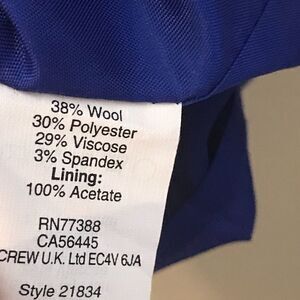 38% Wool
30% Polyester
29% Viscose
3% Spandex
Lining:
100% Acetate
RN77388
CA56445
CREW U.K. Ltd EC4V 6JA
Style 21834